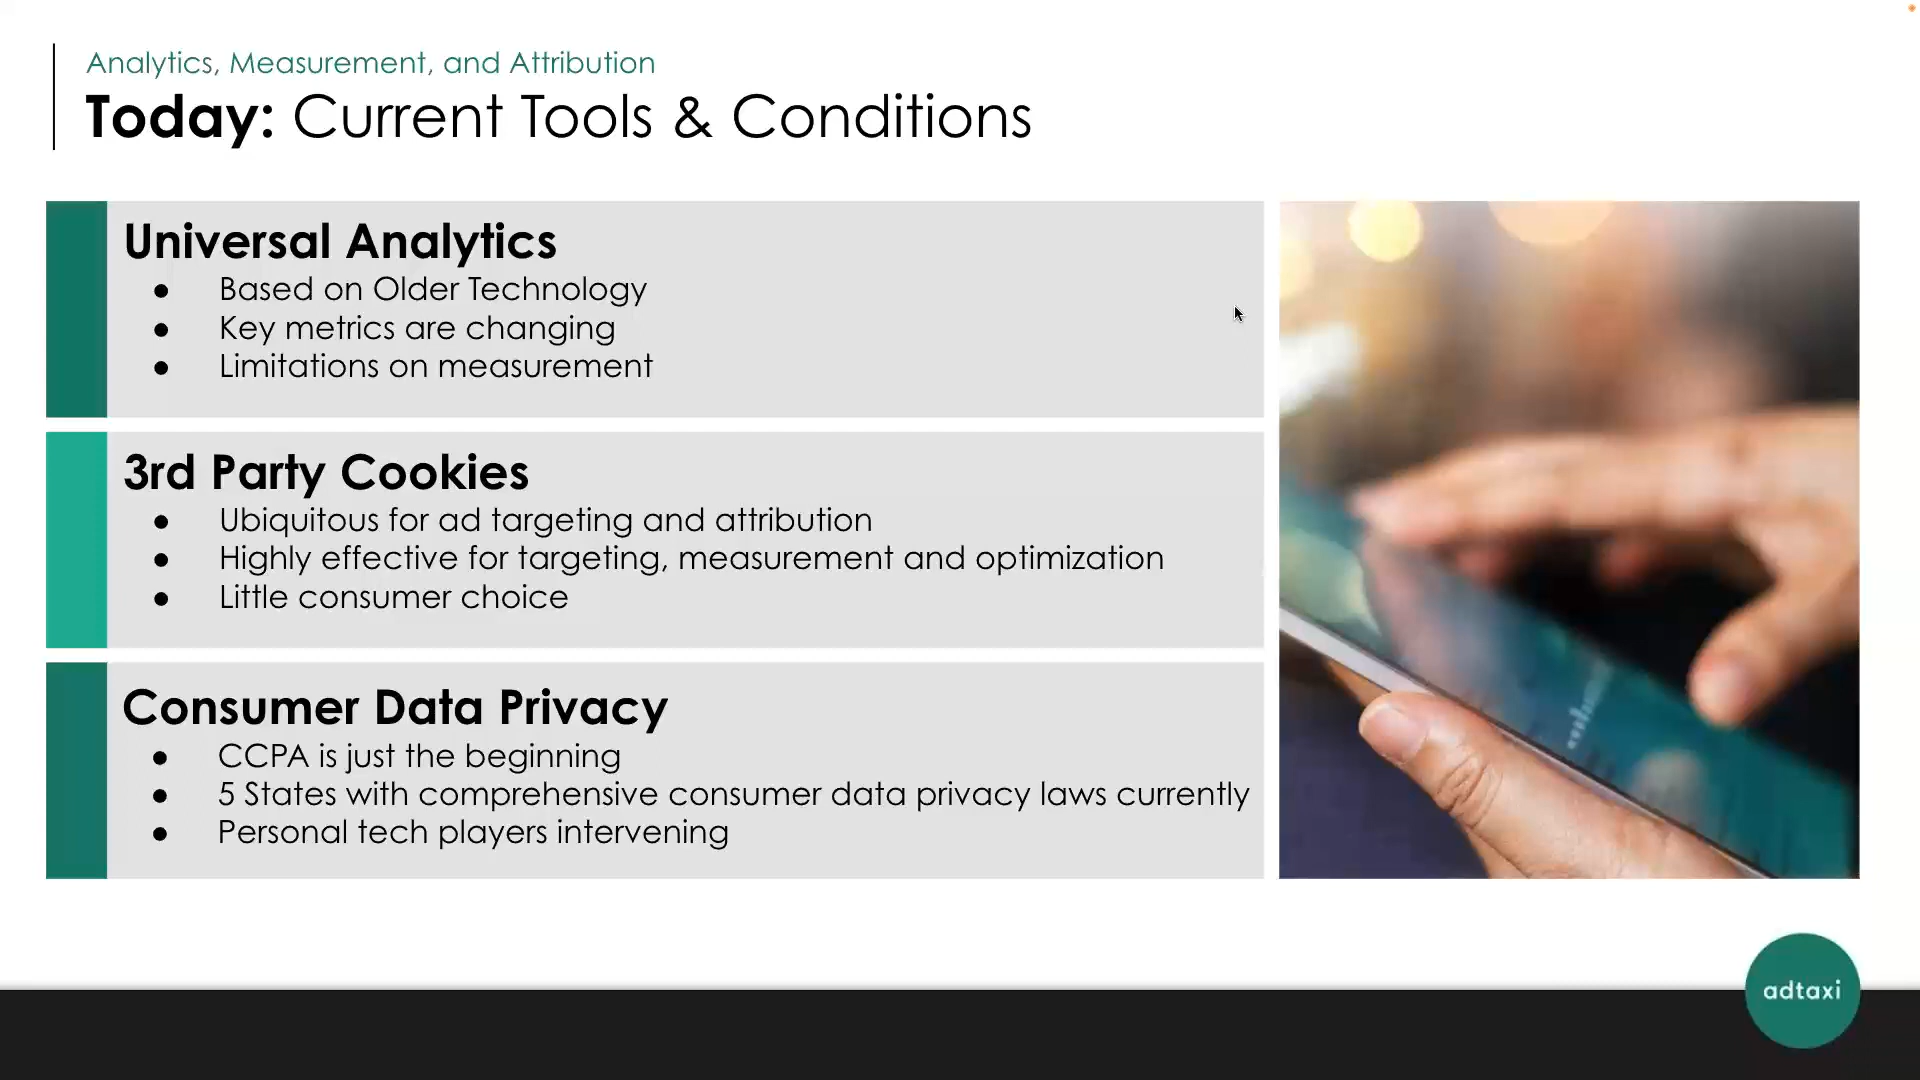 Analytics, Measurement, and Attribution
Today: Current Tools & Conditions
Universal Analytics
● Based on Older Technology
● Key metrics are changing
● Limitations on measurement
3rd Party Cookies
● Ubiquitous for ad targeting and attribution
● Highly effective for targeting, measurement and optimization
● Little consumer choice
Consumer Data Privacy
● CCPA is just the beginning
● 5 States with comprehensive consumer data privacy laws currently
● Personal tech players intervening
adtaxi